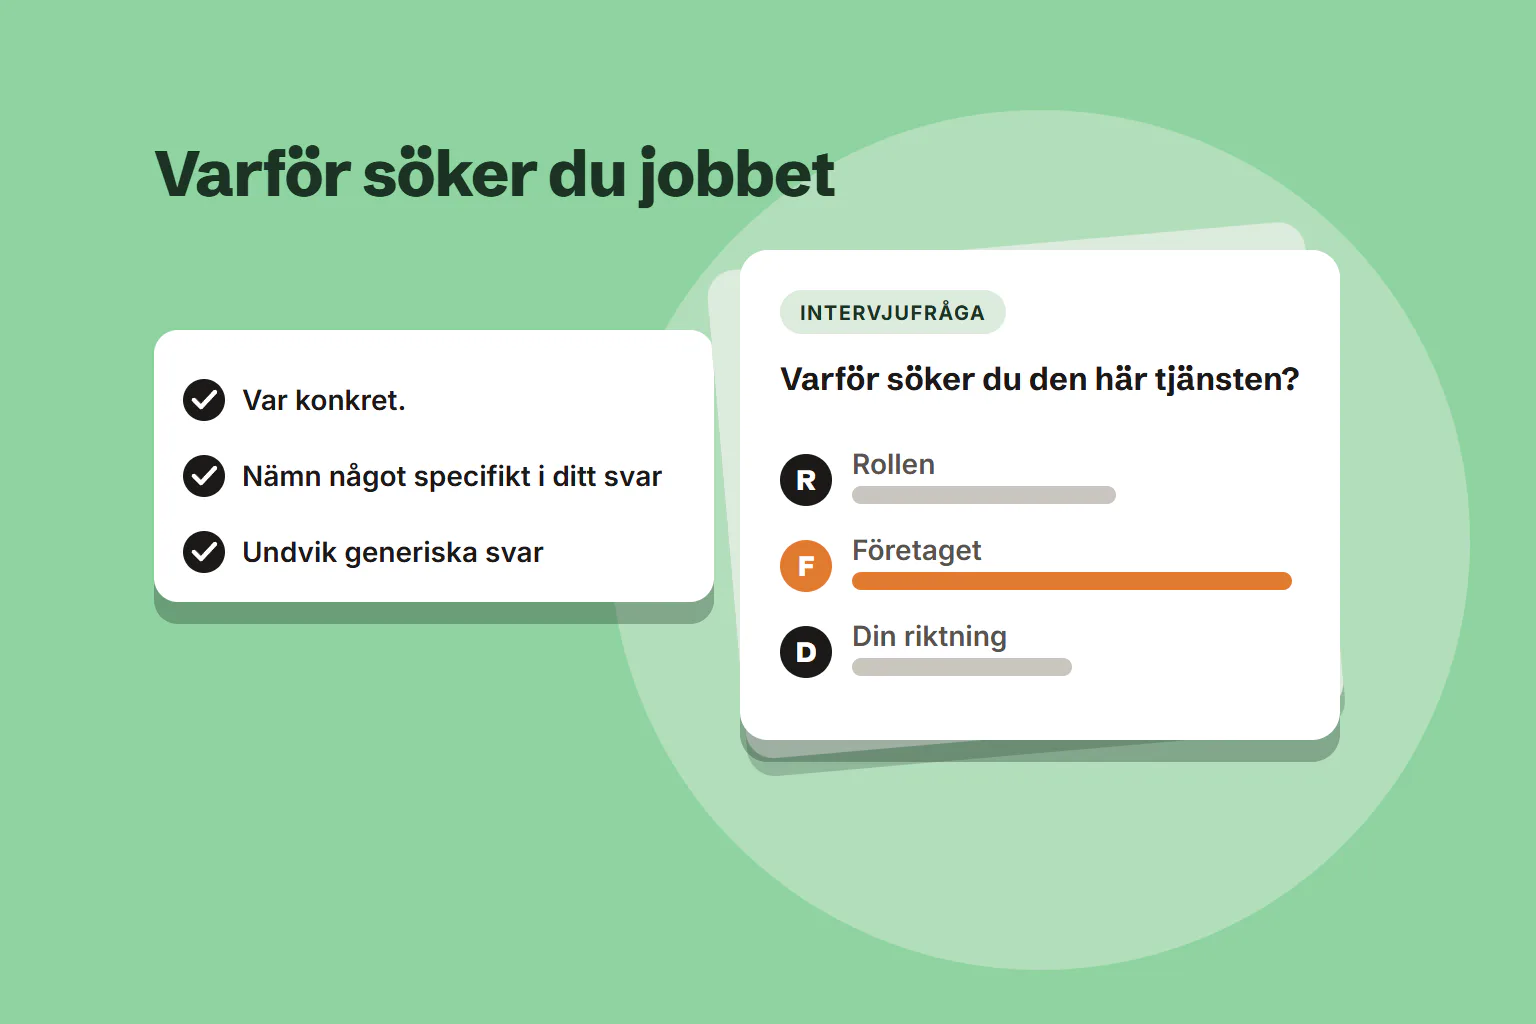 Varför söker du jobbet
Var konkret.
Nämn något specifikt i ditt svar
Undvik generiska svar
INTERVJUFRÅGA
Varför söker du den här tjänsten?
R
Rollen
F
Företaget
D
Din riktning